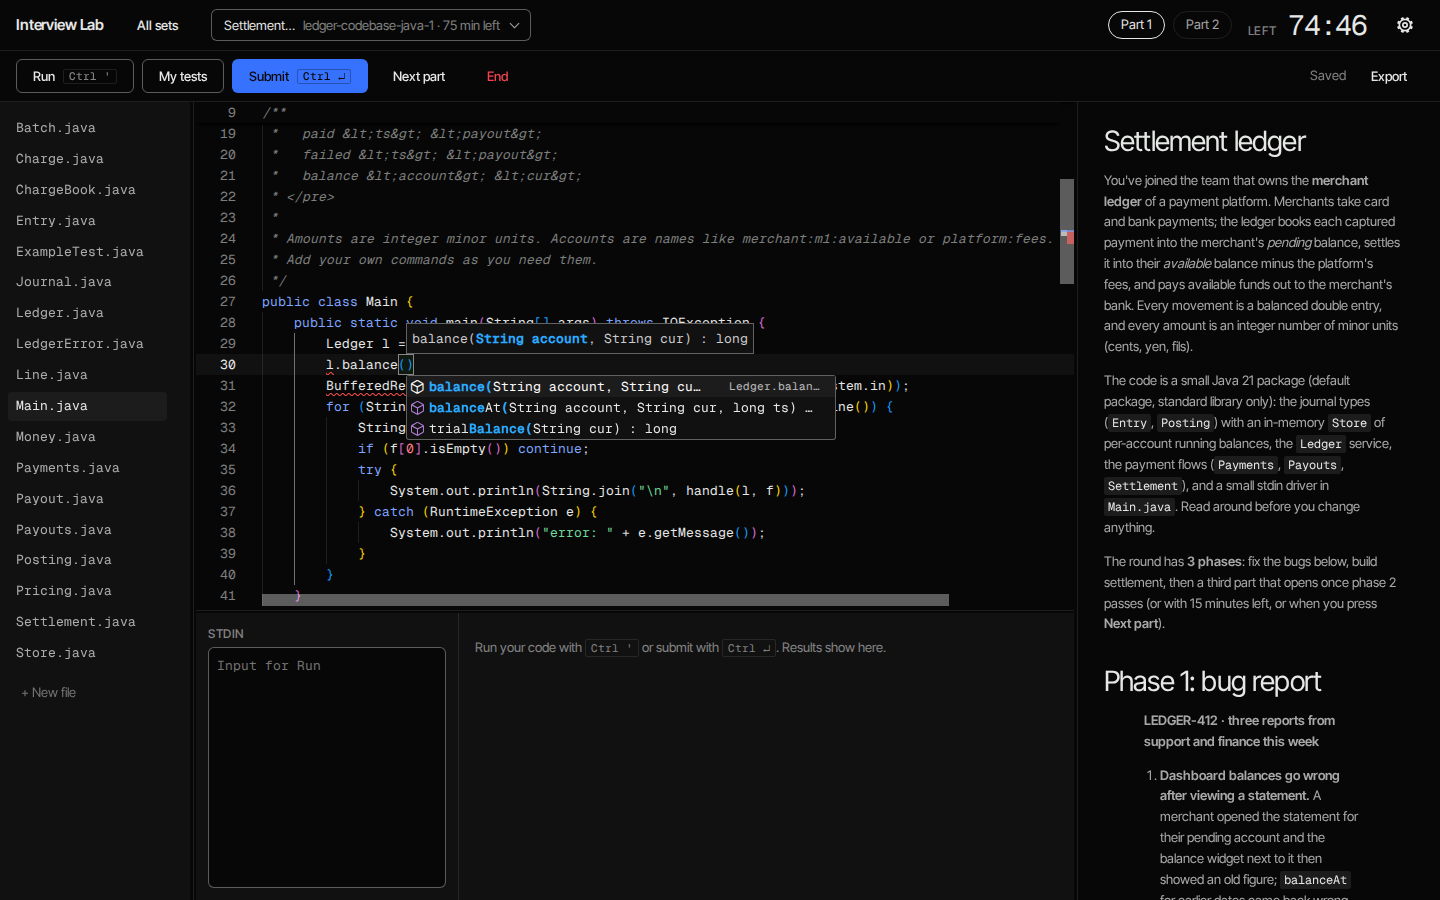 Interview Lab
All sets
Settlement... ledger-codebase-java-1 · 75 min left
Part 1
Part 2
LEFT 74:46
Run Ctrl '
My tests
Submit Ctrl ↵
Next part
End
Saved
Export
Batch.java
Charge.java
ChargeBook.java
Entry.java
ExampleTest.java
Journal.java
Ledger.java
LedgerError.java
Line.java
Main.java
Money.java
Payments.java
Payout.java
Payouts.java
Posting.java
Pricing.java
Settlement.java
Store.java
+ New file
9 /**
19 *   paid &lt;ts&gt; &lt;payout&gt;
20 *   failed &lt;ts&gt; &lt;payout&gt;
21 *   balance &lt;account&gt; &lt;cur&gt;
22 * </pre>
23 *
24 * Amounts are integer minor units. Accounts are names like merchant:m1:available or platform:fees.
25 * Add your own commands as you need them.
26 */
27 public class Main {
28 public static void main(String[] args) throws IOException {
29 Ledger l =
balance(String account, String cur) : long
30 l.balance()
31 BufferedRe
stem.in));
balance(String account, String cu… Ledger.balan…
32 for (Strin
ine()) {
balanceAt(String account, String cur, long ts) …
33 String
trialBalance(String cur) : long
34 if (f[0].isEmpty()) continue;
35 try {
36 System.out.println(String.join("\n", handle(l, f)));
37 } catch (RuntimeException e) {
38 System.out.println("error: " + e.getMessage());
39 }
40 }
41 }
STDIN
Input for Run
Run your code with Ctrl ' or submit with Ctrl ↵. Results show here.
Settlement ledger
You've joined the team that owns the merchant
ledger of a payment platform. Merchants take card
and bank payments; the ledger books each captured
payment into the merchant's pending balance, settles
it into their available balance minus the platform's
fees, and pays available funds out to the merchant's
bank. Every movement is a balanced double entry,
and every amount is an integer number of minor units
(cents, yen, fils).
The code is a small Java 21 package (default
package, standard library only): the journal types
(Entry, Posting) with an in-memory Store of
per-account running balances, the Ledger service,
the payment flows (Payments, Payouts,
Settlement), and a small stdin driver in
Main.java. Read around before you change
anything.
The round has 3 phases: fix the bugs below, build
settlement, then a third part that opens once phase 2
passes (or with 15 minutes left, or when you press
Next part).
Phase 1: bug report
LEDGER-412 · three reports from
support and finance this week
1. Dashboard balances go wrong
after viewing a statement. A
merchant opened the statement for
their pending account and the
balance widget next to it then
showed an old figure; balanceAt
for earlier dates came back wrong